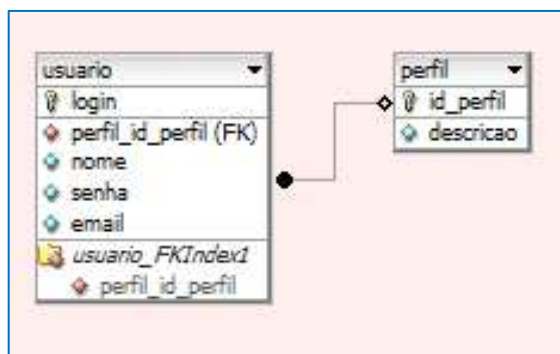 usuario
login
perfil_id_perfil (FK)
nome
senha
email
usuario_FKIndex1
perfil_id_perfil
perfil
id_perfil
descricao